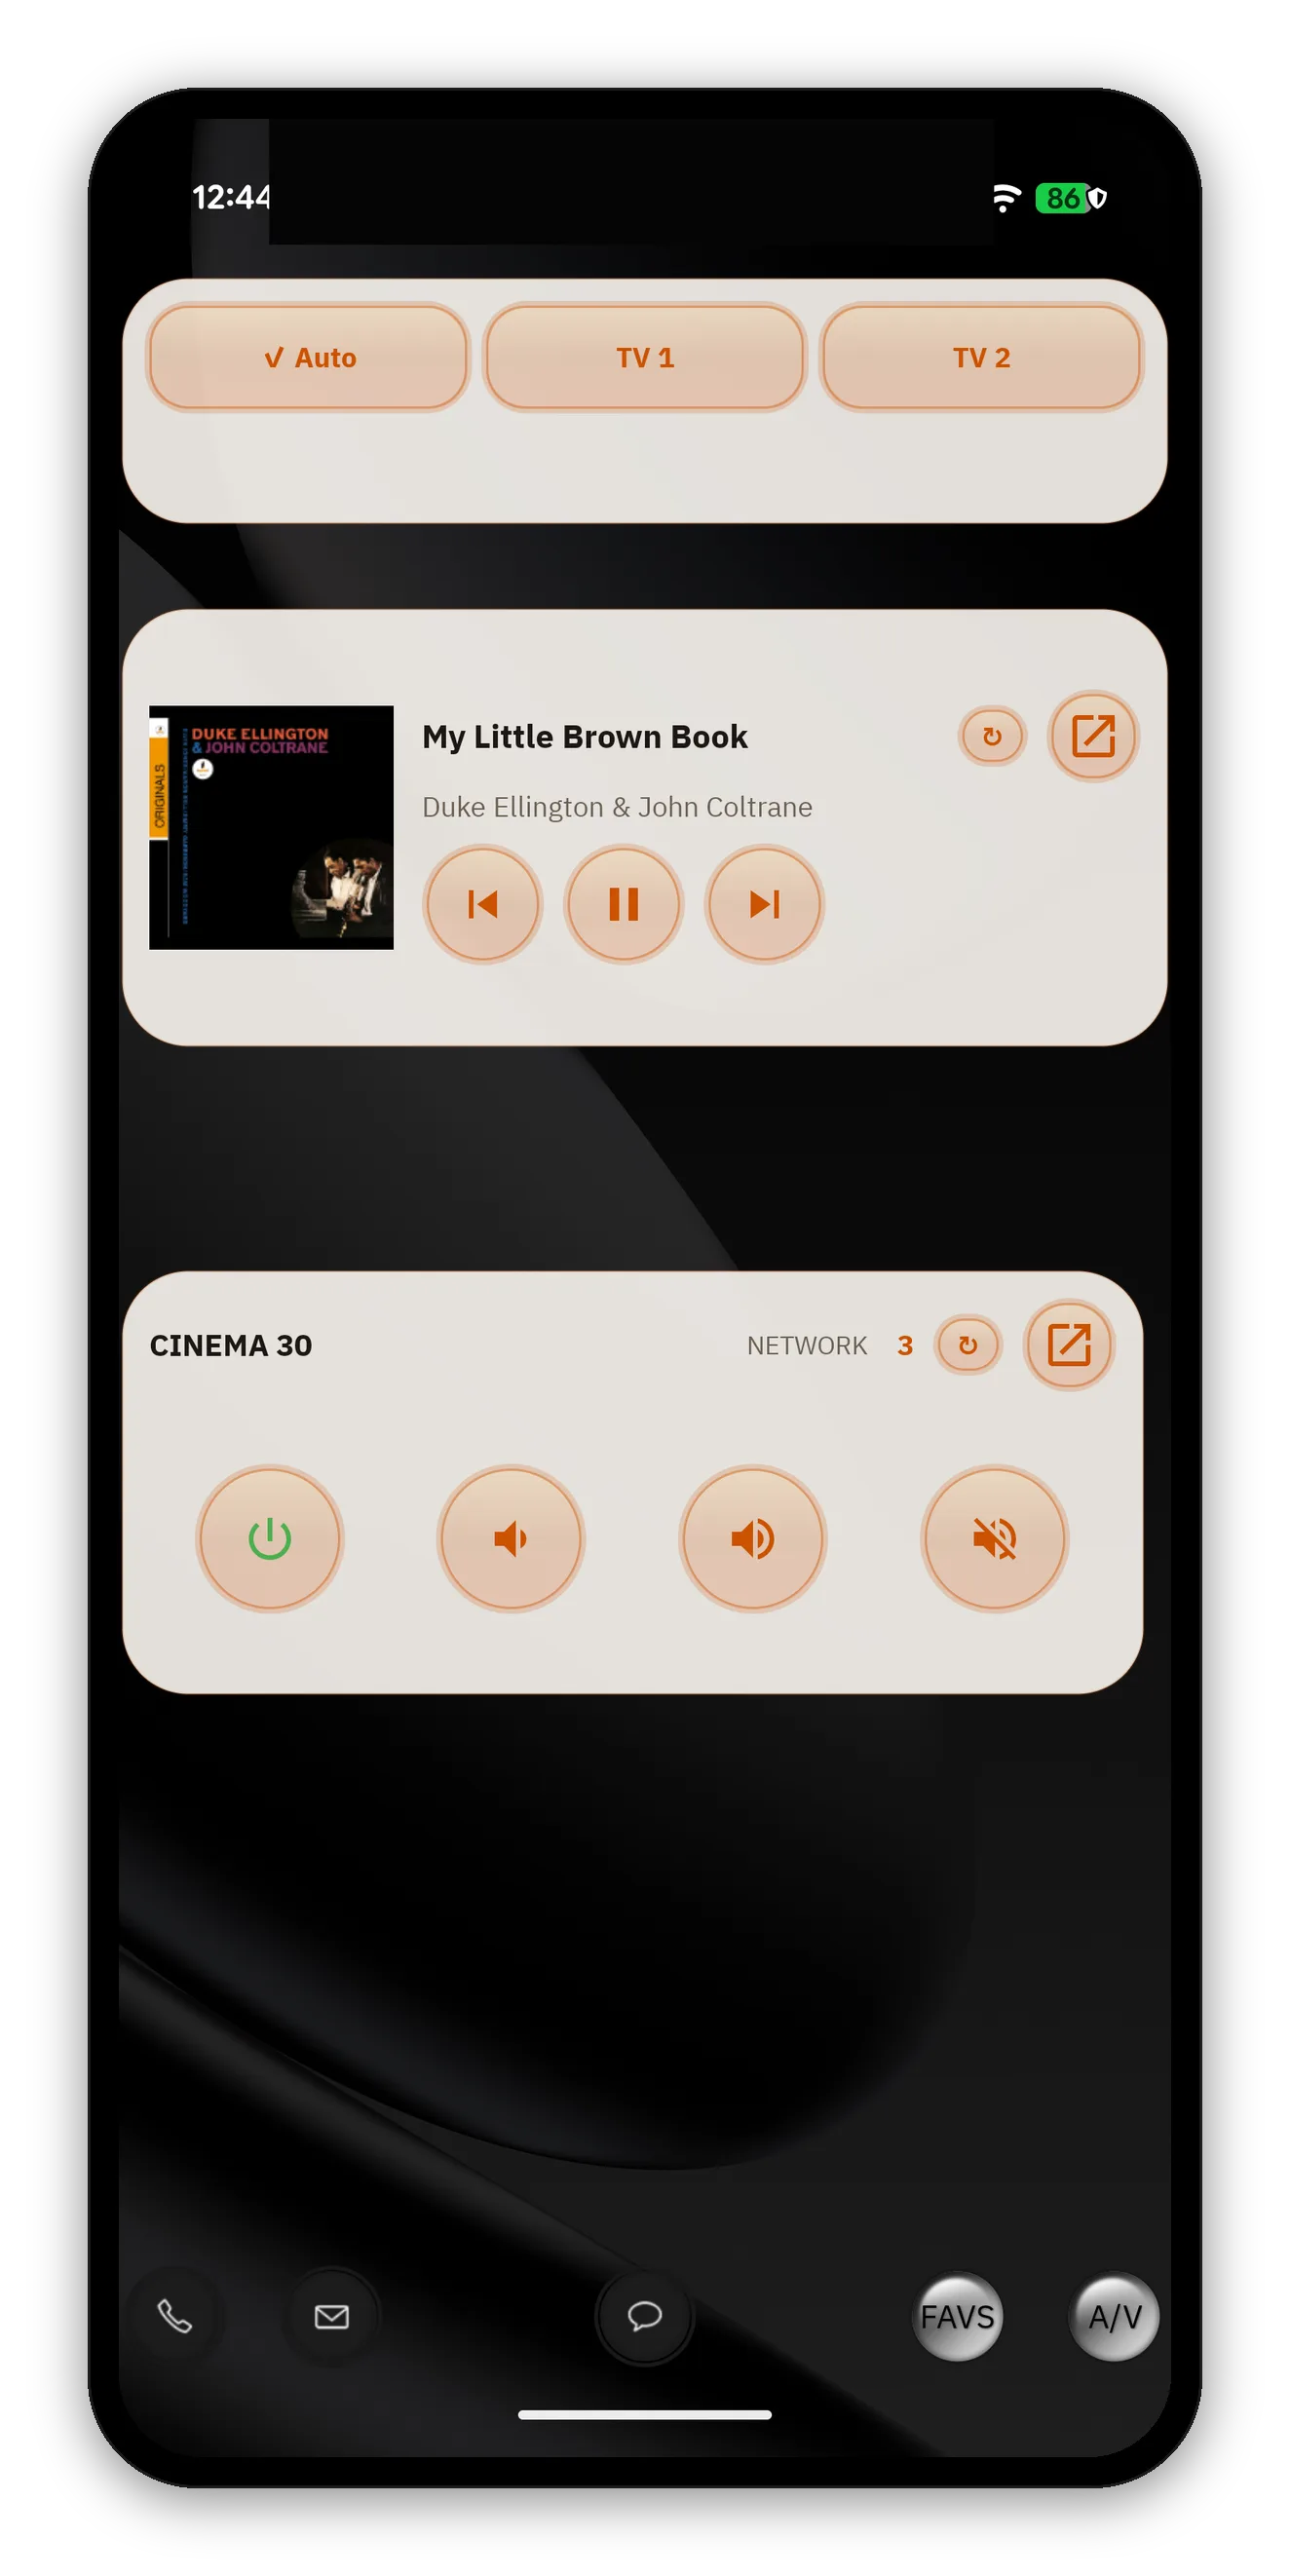 12:44
86
✓ Auto
TV 1
TV 2
ORIGINALS
DUKE ELLINGTON
& JOHN COLTRANE
My Little Brown Book
↻
Duke Ellington & John Coltrane
CINEMA 30
NETWORK 3 ↻
FAVS
A/V